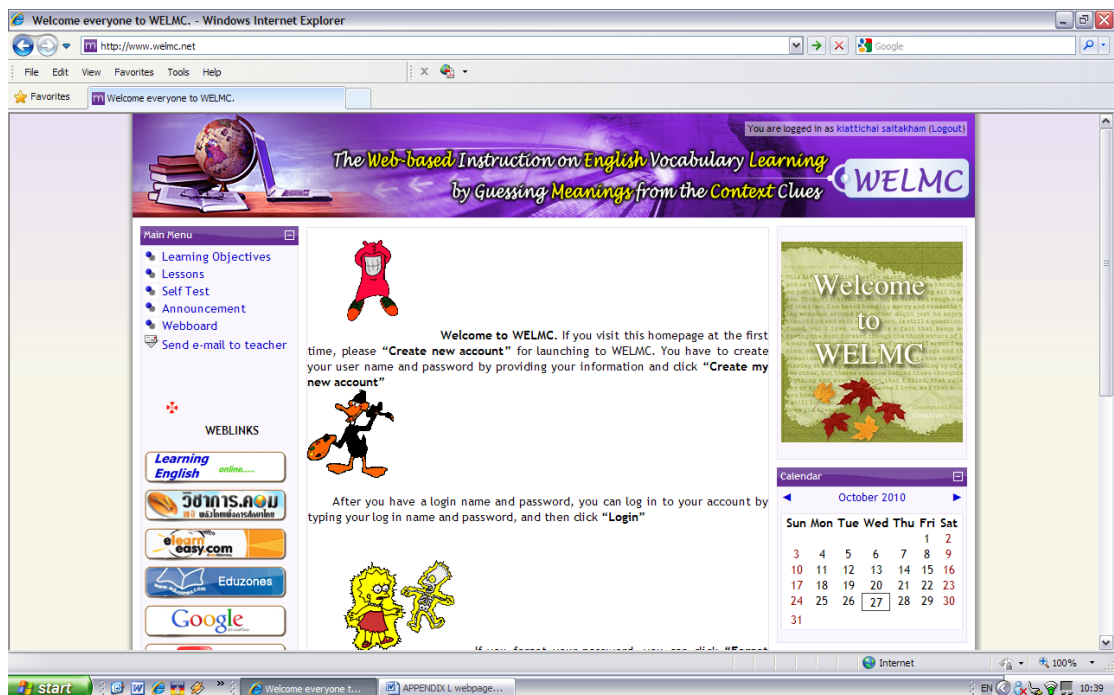 Welcome everyone to WELMC. - Windows Internet Explorer
http://www.welmc.net
Google
File Edit View Favorites Tools Help
x
Favorites
Welcome everyone to WELMC.
You are logged in as kiattichai saitakham (Logout)
The Web-based Instruction on English Vocabulary Learning
by Guessing Meanings from the Context Clues
WELMC
Main Menu
Learning Objectives
Lessons
Self Test
Announcement
Webboard
Send e-mail to teacher
WEBLINKS
Learning
English online.....
วิชาการ.คอม
elearn
easy.com
Eduzones
Google
Welcome to WELMC. If you visit this homepage at the first
time, please “Create new account” for launching to WELMC. You have to create
your user name and password by providing your information and click “Create my
new account”
After you have a login name and password, you can log in to your account by
typing your log in name and password, and then click “Login”
If you forget your password, you can click “Forget
Welcome
to
WELMC
Calendar
October 2010
Sun Mon Tue Wed Thu Fri Sat
1 2
3 4 5 6 7 8 9
10 11 12 13 14 15 16
17 18 19 20 21 22 23
24 25 26 27 28 29 30
31
Internet
100%
start
Welcome everyone t...
APPENDIX L webpage...
EN
10:39